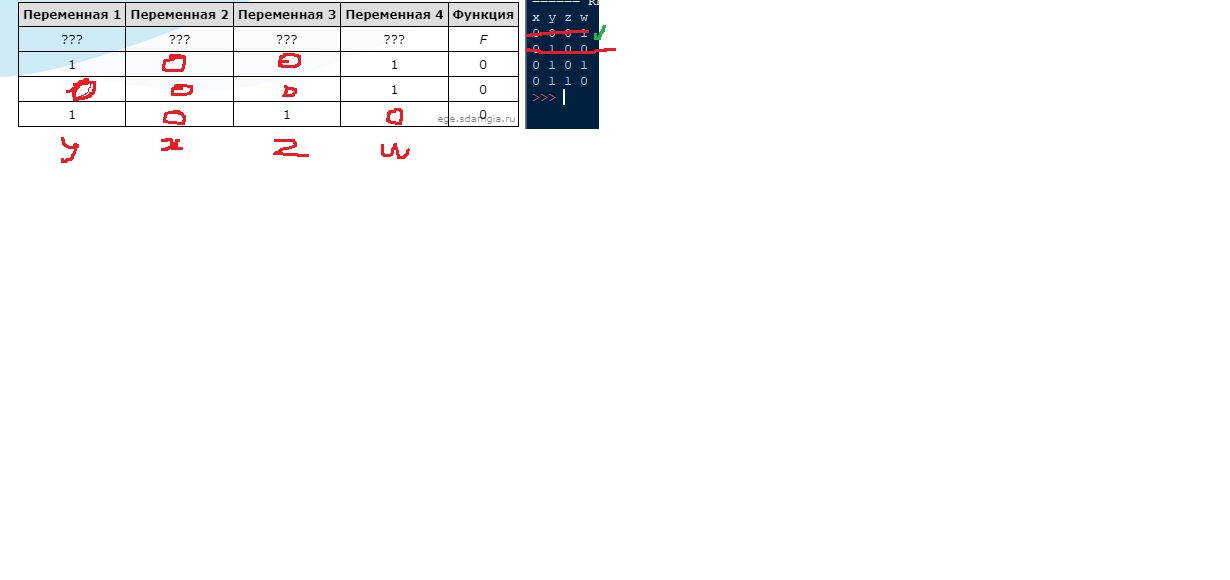 Переменная 1 Переменная 2 Переменная 3 Переменная 4 Функция
??? ??? ??? ??? F
1 0 0 1 0
0 0 0 1 0
1 0 1 0 0
ege.sdamgia.ru
y x z w
====== R
x y z w
0 0 0 1
0 1 0 0
0 1 0 1
0 1 1 0
>>>